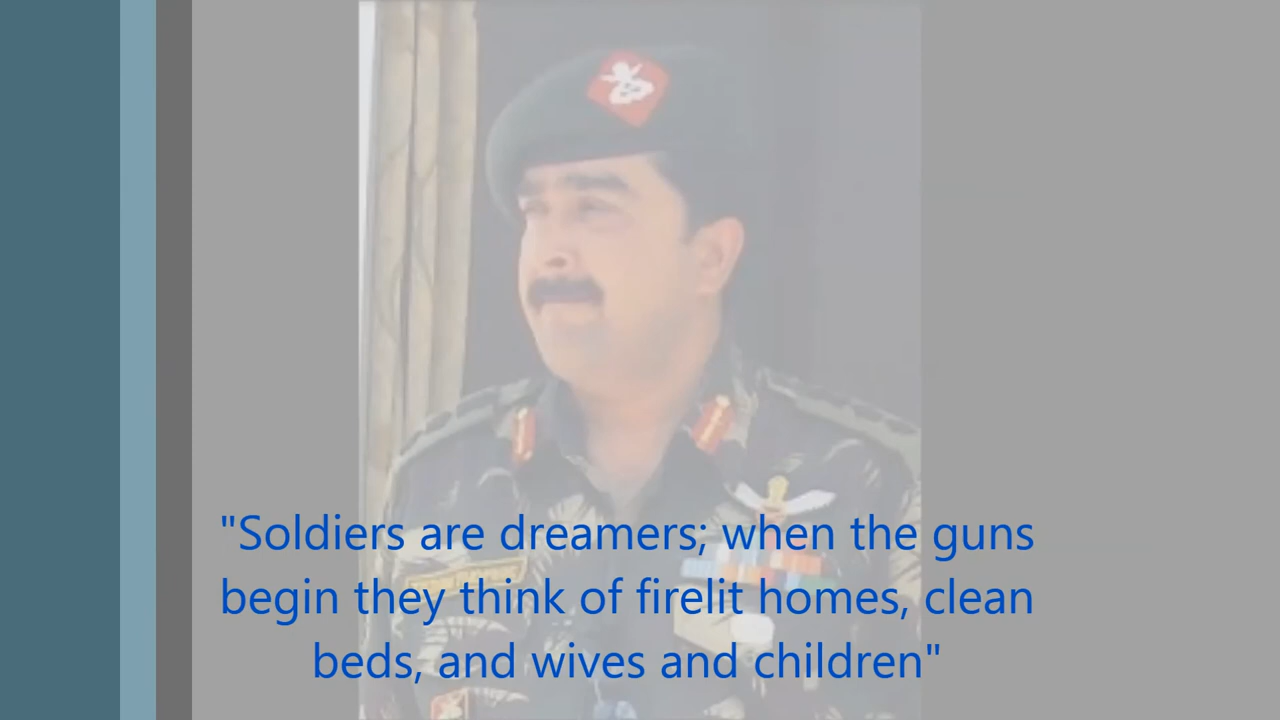 "Soldiers are dreamers; when the guns
begin they think of firelit homes, clean
beds, and wives and children"